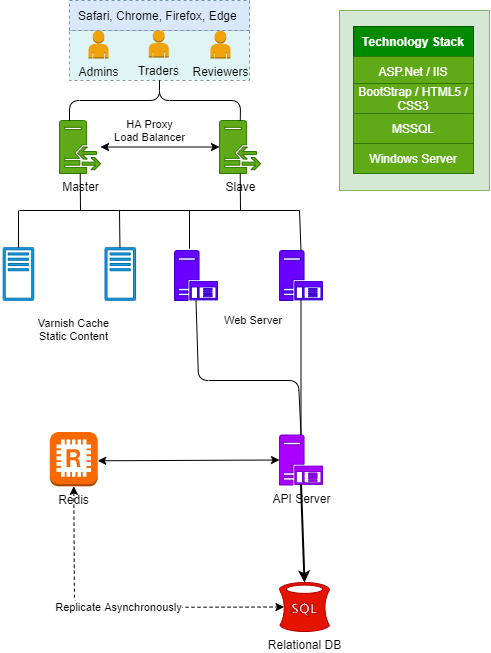 Safari, Chrome, Firefox, Edge
Admins
Traders
Reviewers
Technology Stack
ASP.Net / IIS
BootStrap / HTML5 /
CSS3
MSSQL
Windows Server
HA Proxy
Load Balancer
Master
Slave
Varnish Cache
Static Content
Web Server
R
Redis
API Server
Replicate Asynchronously
SQL
Relational DB